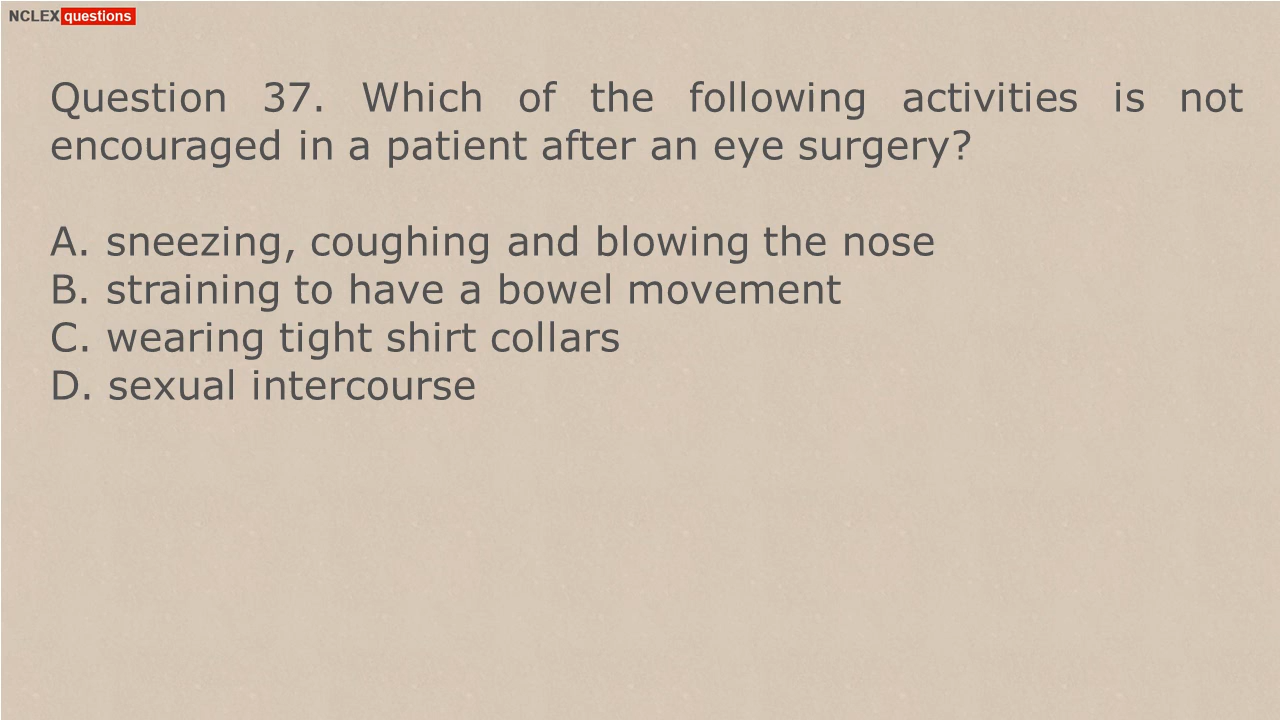 NCLEX questions
Question 37. Which of the following activities is not
encouraged in a patient after an eye surgery?
A. sneezing, coughing and blowing the nose
B. straining to have a bowel movement
C. wearing tight shirt collars
D. sexual intercourse